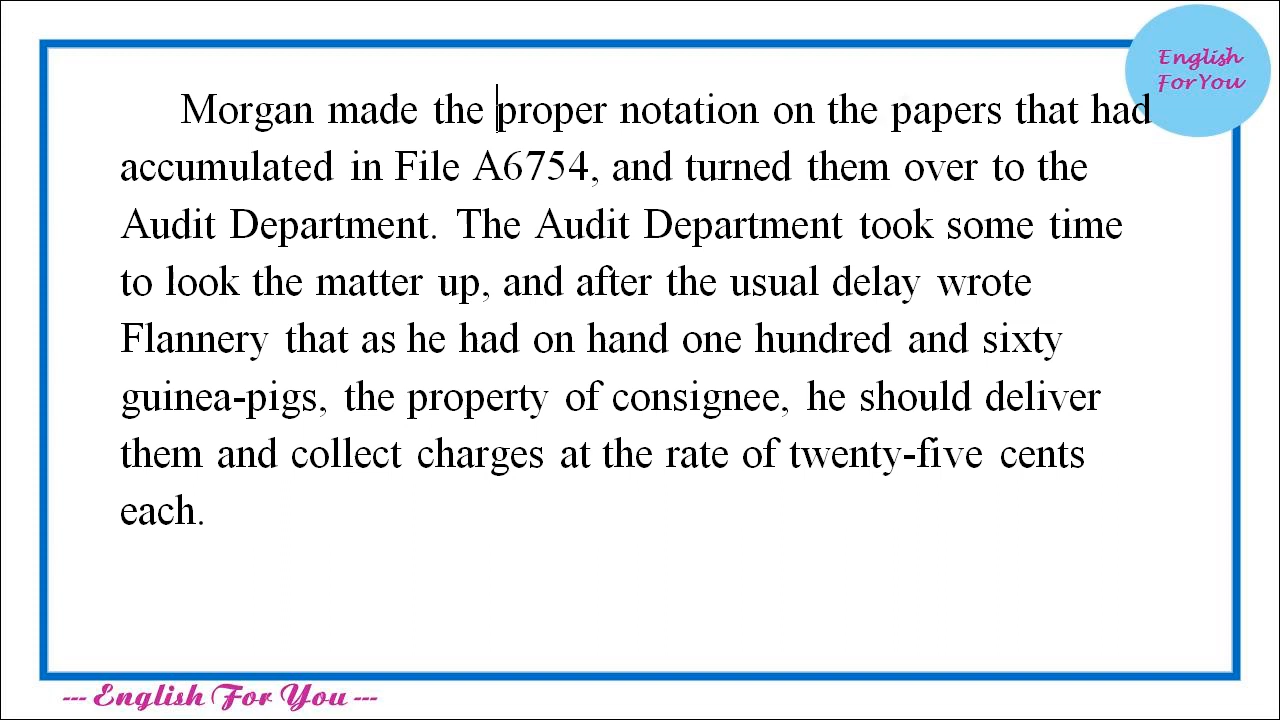 English
ForYou
Morgan made the proper notation on the papers that had
accumulated in File A6754, and turned them over to the
Audit Department. The Audit Department took some time
to look the matter up, and after the usual delay wrote
Flannery that as he had on hand one hundred and sixty
guinea-pigs, the property of consignee, he should deliver
them and collect charges at the rate of twenty-five cents
each.
--- English For You ---